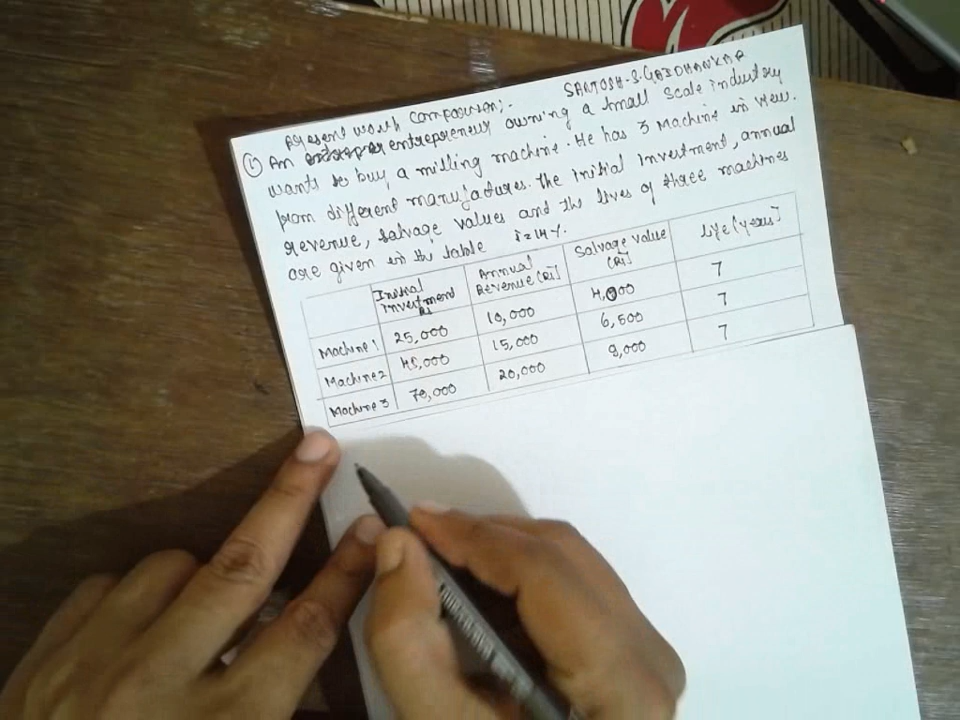 SANTOSH.S.GAIDHANKAR
Present worth comparison:-
① An entrepreneur owning a small scale industry
wants to buy a milling machine. He has 3 Machine in view.
from different manufactures. The initial investment, annual
revenue, salvage values and the lives of three machines
are given in the table i=14%.
Initial Investment Rs Annual Revenue (Rs) Salvage Value (Rs) Life (years)
Machine 1 25,000 10,000 4,000 7
Machine 2 45,000 15,000 6,500 7
Machine 3 70,000 20,000 9,000 7